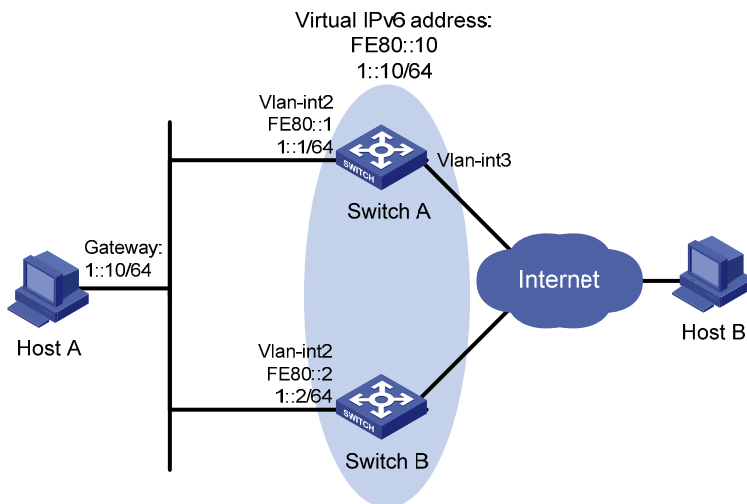 Virtual IPv6 address:
FE80::10
1::10/64
Vlan-int2
FE80::1
1::1/64
SWITCH
Vlan-int3
Switch A
Gateway:
1::10/64
Host A
Internet
Host B
Vlan-int2
FE80::2
1::2/64
SWITCH
Switch B